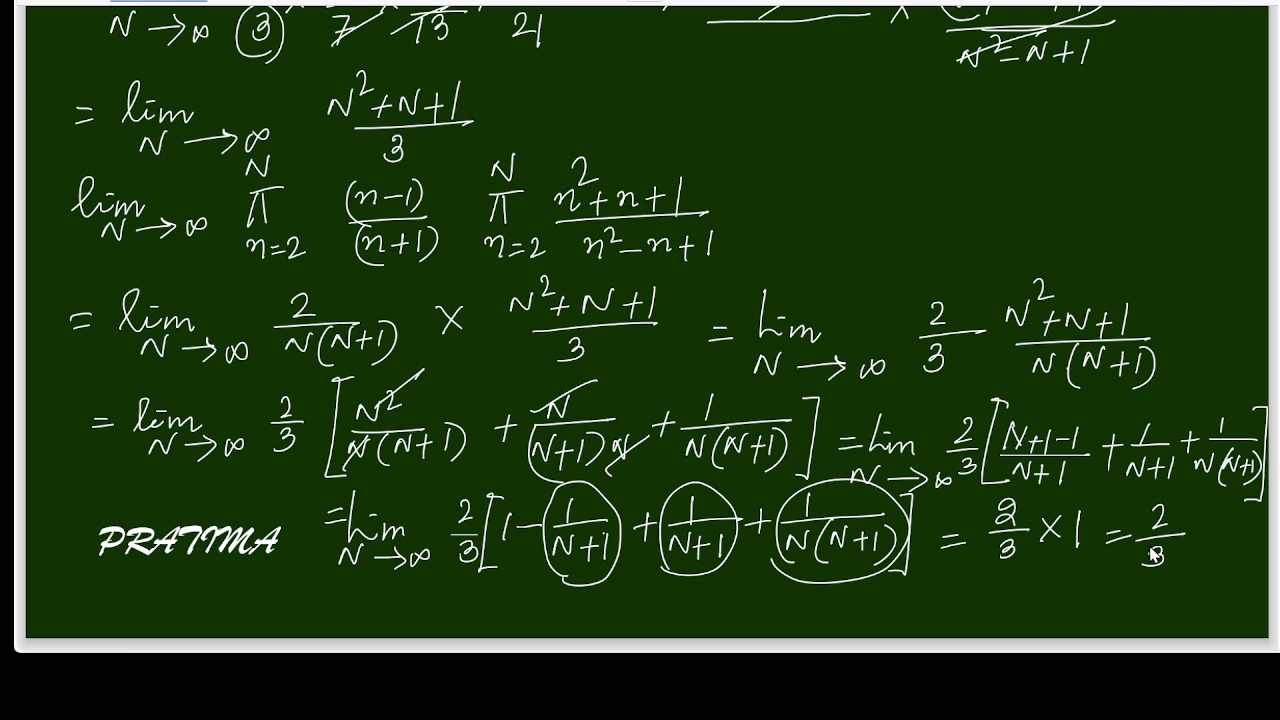 N→∞ (3) 7 13 21 × N²-N+1
= lim N→∞ N²+N+1/3
lim N→∞ N π n=2 (n-1)/(n+1) N π n=2 n²+n+1/n²-n+1
= lim N→∞ 2/N(N+1) × N²+N+1/3 = lim N→∞ 2/3 N²+N+1/N(N+1)
= lim N→∞ 2/3 [N²/N(N+1) + N/(N+1)N + 1/N(N+1)] = lim N→∞ 2/3 [N+1-1/N+1 + 1/N+1 + 1/N(N+1)]
= lim N→∞ 2/3 [1 - 1/N+1 + 1/N+1 + 1/N(N+1)] = 2/3 × 1 = 2/3
PRATIMA